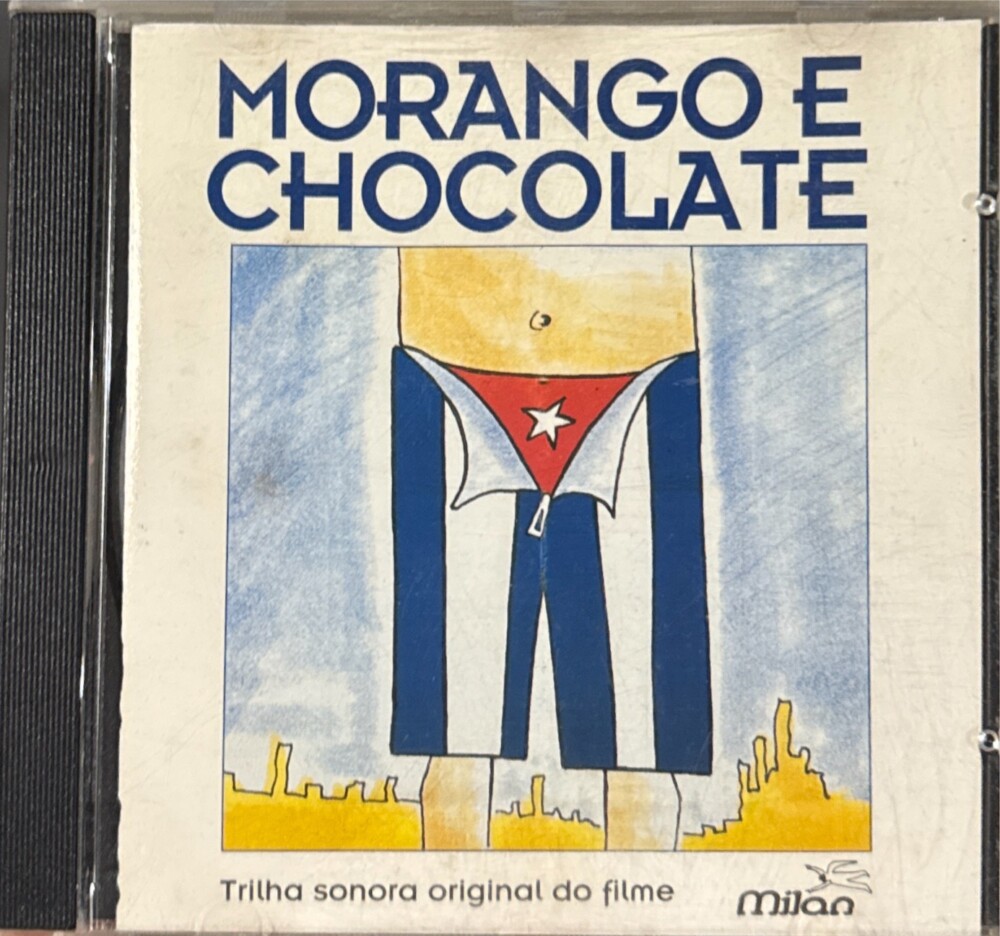 MORANGO E
CHOCOLATE
Trilha sonora original do filme
milan